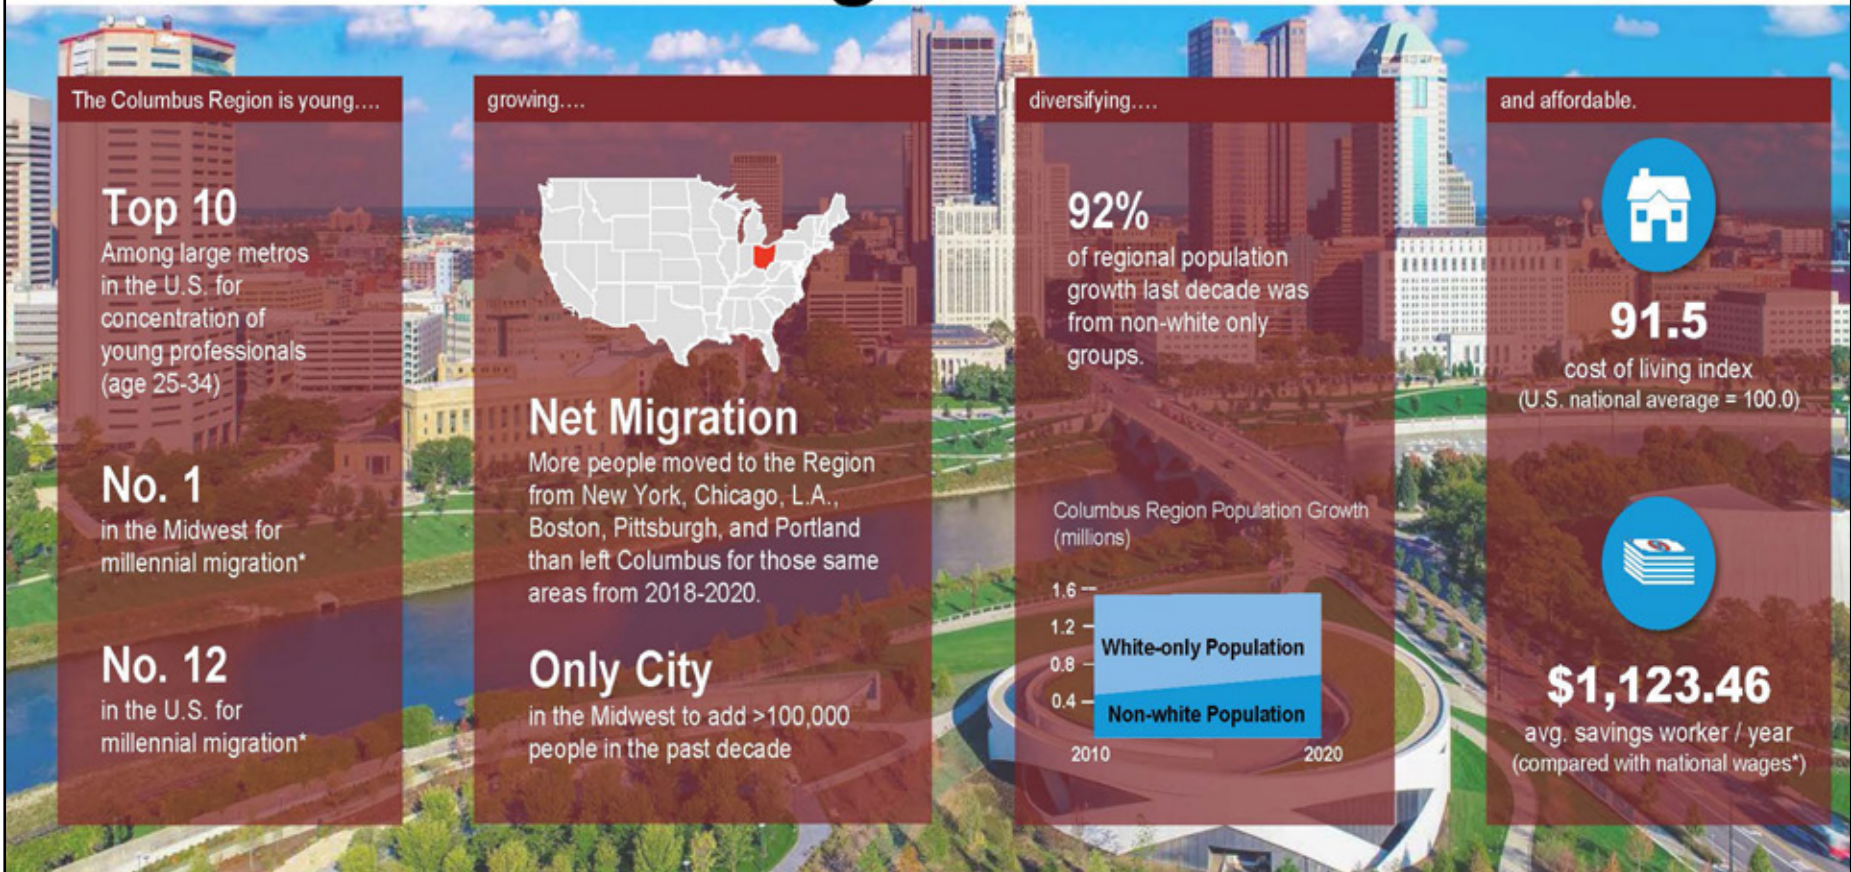 The Columbus Region is young....
Top 10
Among large metros
in the U.S. for
concentration of
young professionals
(age 25-34)
No. 1
in the Midwest for
millennial migration*
No. 12
in the U.S. for
millennial migration*
growing....
Net Migration
More people moved to the Region
from New York, Chicago, L.A.,
Boston, Pittsburgh, and Portland
than left Columbus for those same
areas from 2018-2020.
Only City
in the Midwest to add >100,000
people in the past decade
diversifying....
92%
of regional population
growth last decade was
from non-white only
groups.
Columbus Region Population Growth
(millions)
1.6
1.2
0.8
0.4
White-only Population
Non-white Population
2010
2020
and affordable.
91.5
cost of living index
(U.S. national average = 100.0)
$1,123.46
avg. savings worker / year
(compared with national wages*)